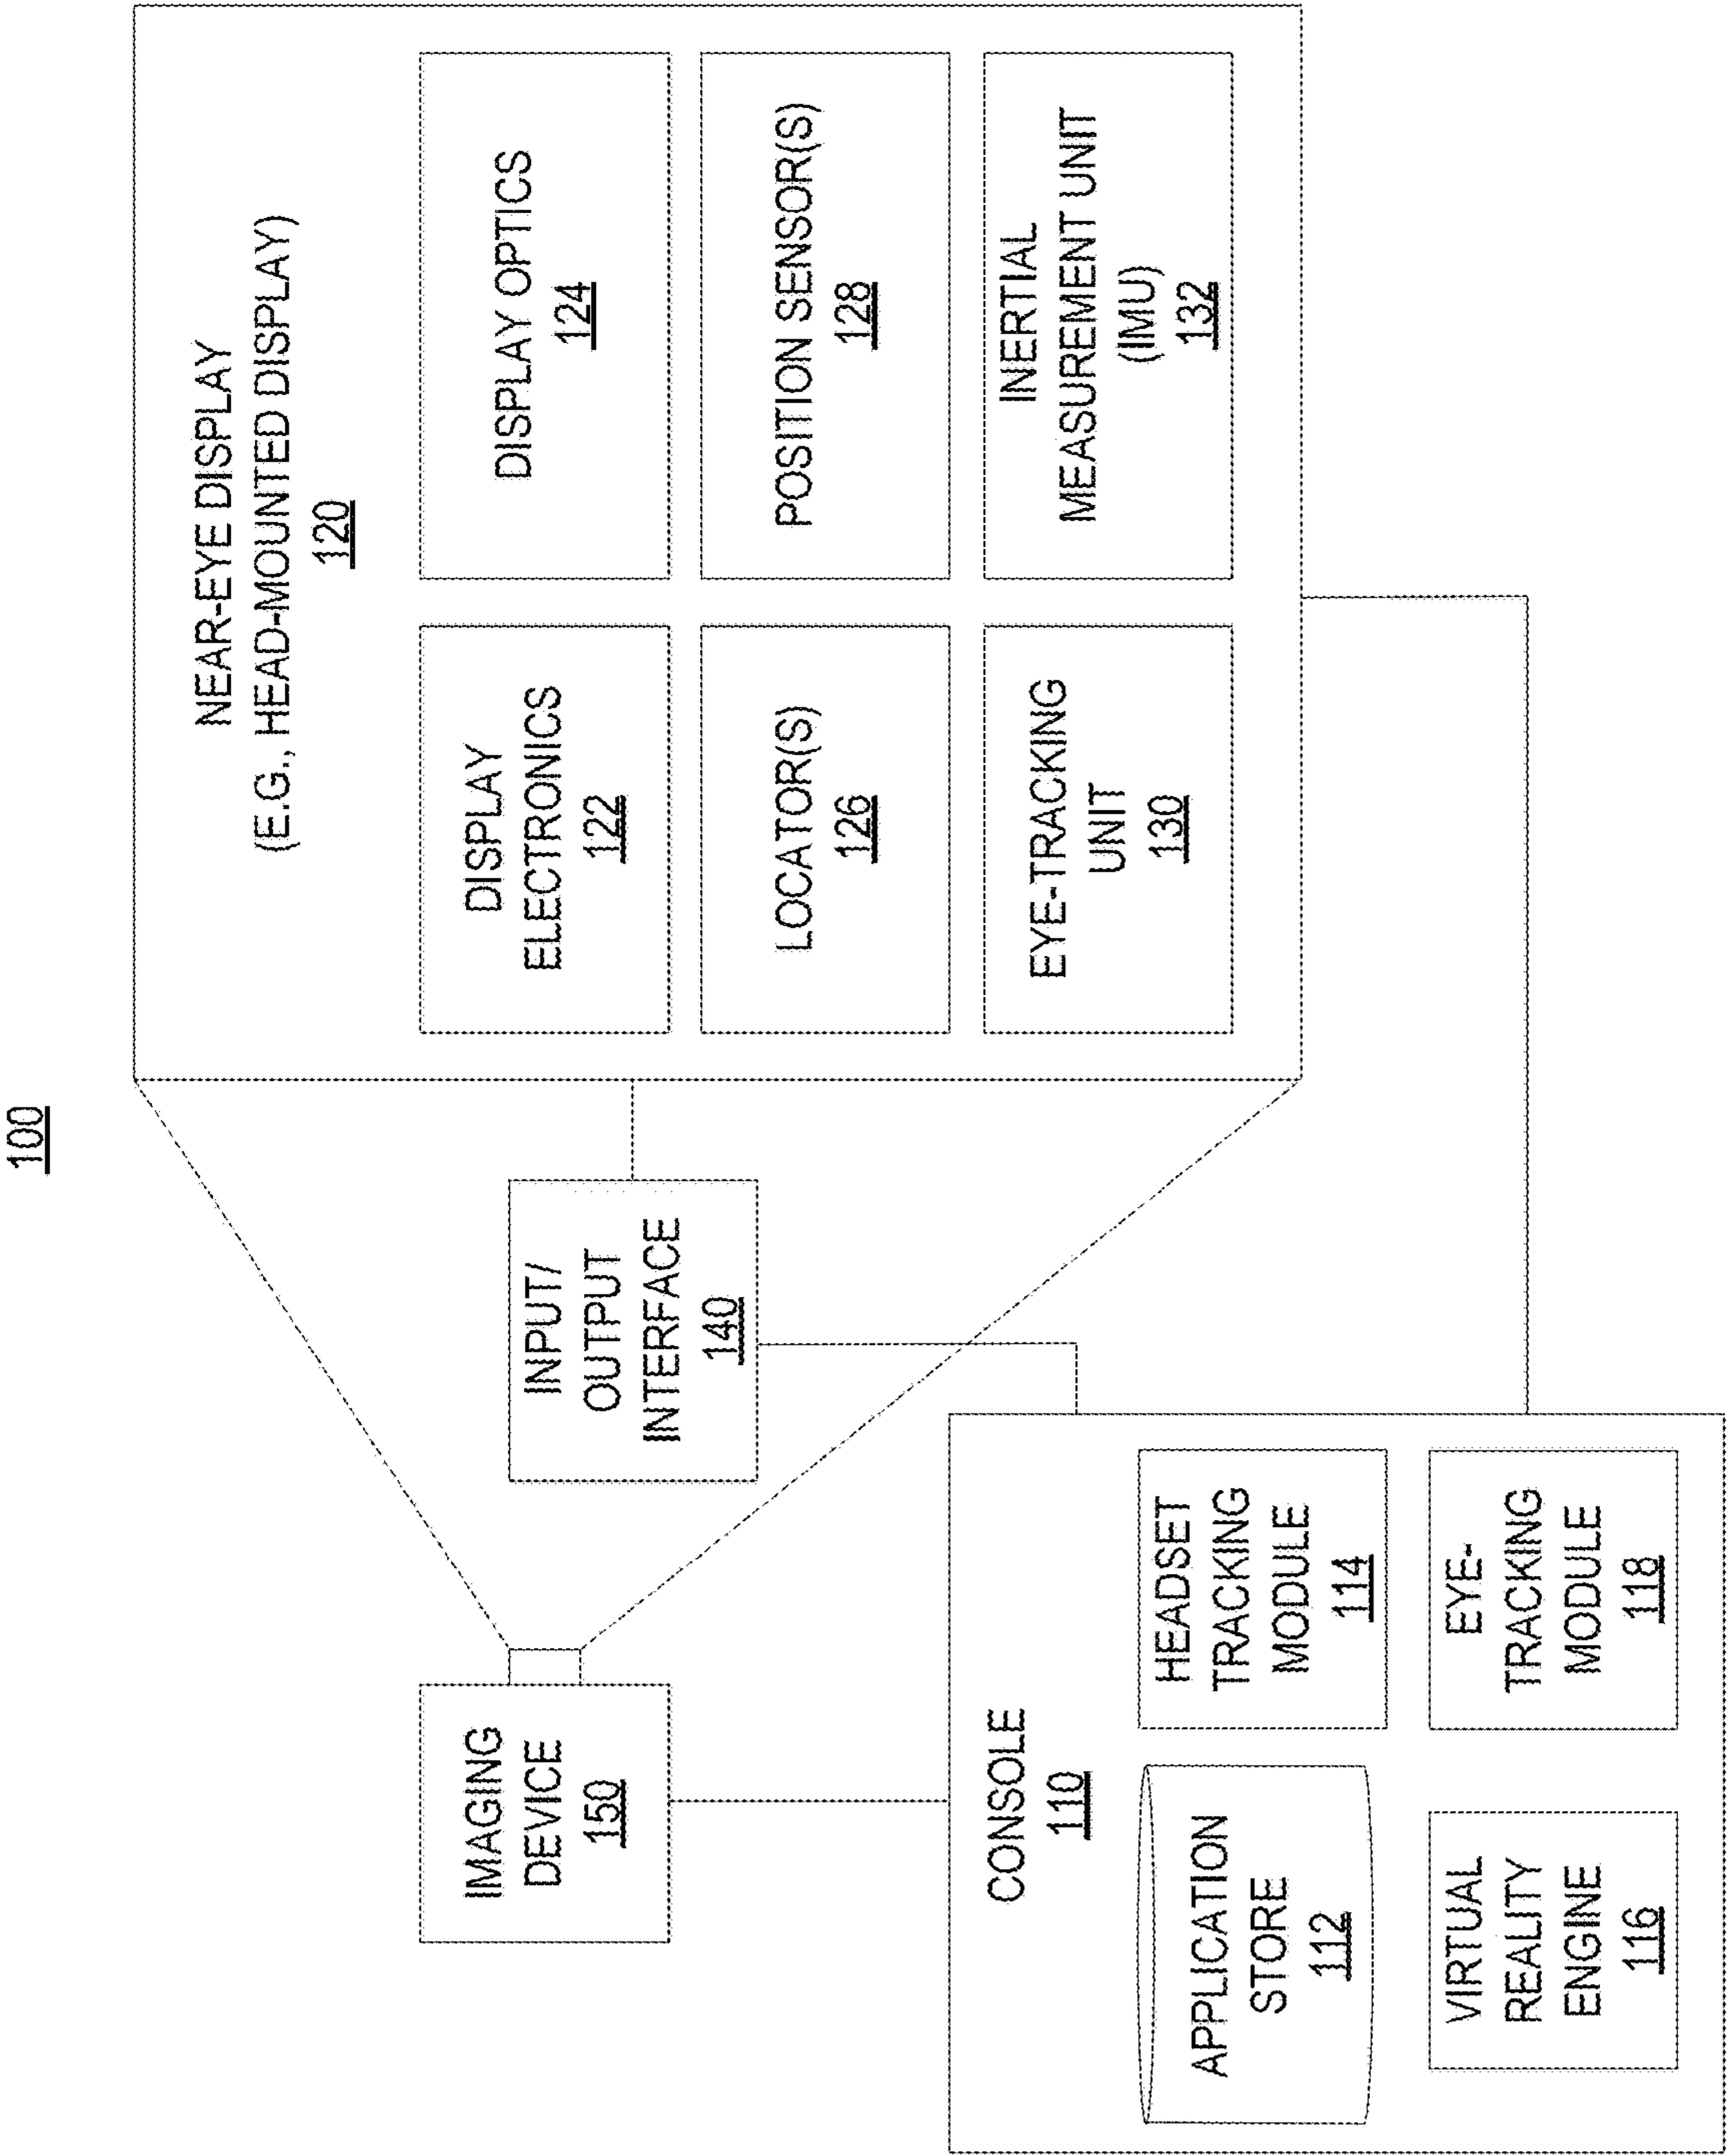 100
NEAR-EYE DISPLAY
(E.G., HEAD-MOUNTED DISPLAY)
120
DISPLAY
ELECTRONICS
122
DISPLAY OPTICS
124
LOCATOR(S)
126
POSITION SENSOR(S)
128
EYE-TRACKING
UNIT
130
INERTIAL
MEASUREMENT UNIT
(IMU)
132
IMAGING
DEVICE
150
INPUT/
OUTPUT
INTERFACE
140
CONSOLE
110
APPLICATION
STORE
112
HEADSET
TRACKING
MODULE
114
VIRTUAL
REALITY
ENGINE
116
EYE-
TRACKING
MODULE
118